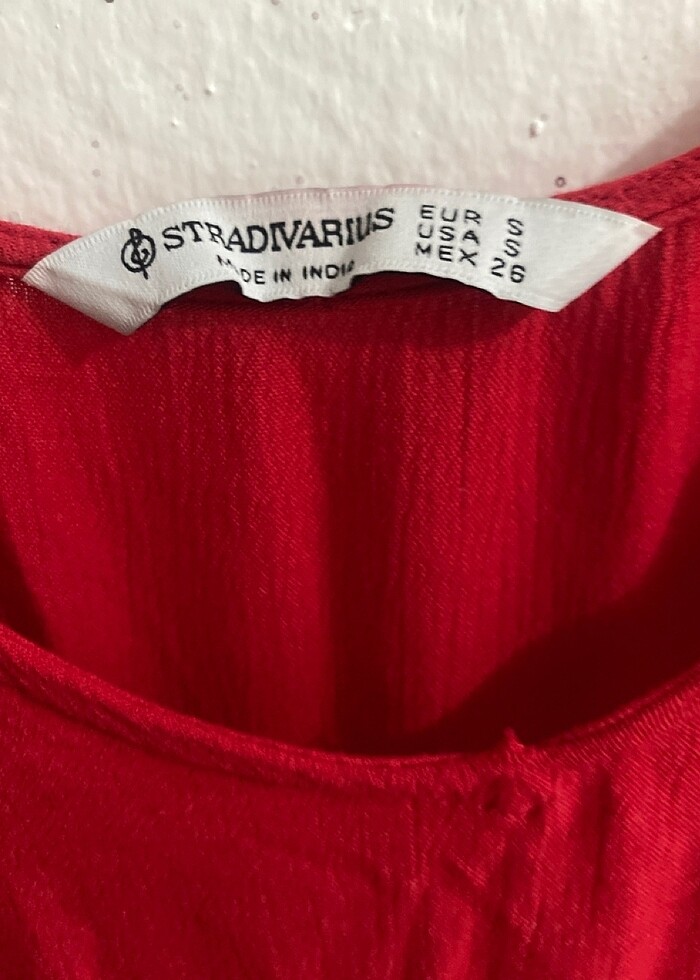 STRADIVARIUS
MADE IN INDIA
EUR S
USA S
MEX 26